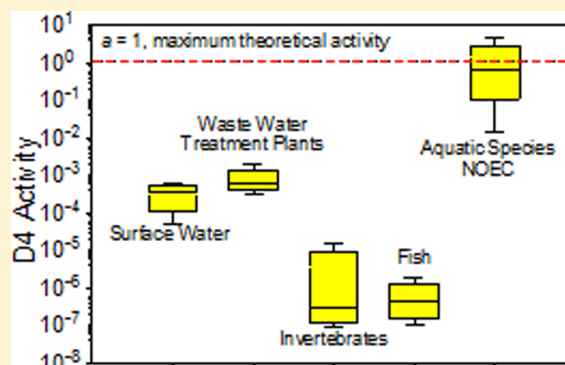 10¹
a = 1, maximum theoretical activity
10⁰
10⁻¹
Waste Water
Treatment Plants
10⁻²
Aquatic Species
NOEC
10⁻³
D4 Activity
10⁻⁴
Surface Water
10⁻⁵
Fish
10⁻⁶
10⁻⁷
Invertebrates
10⁻⁸